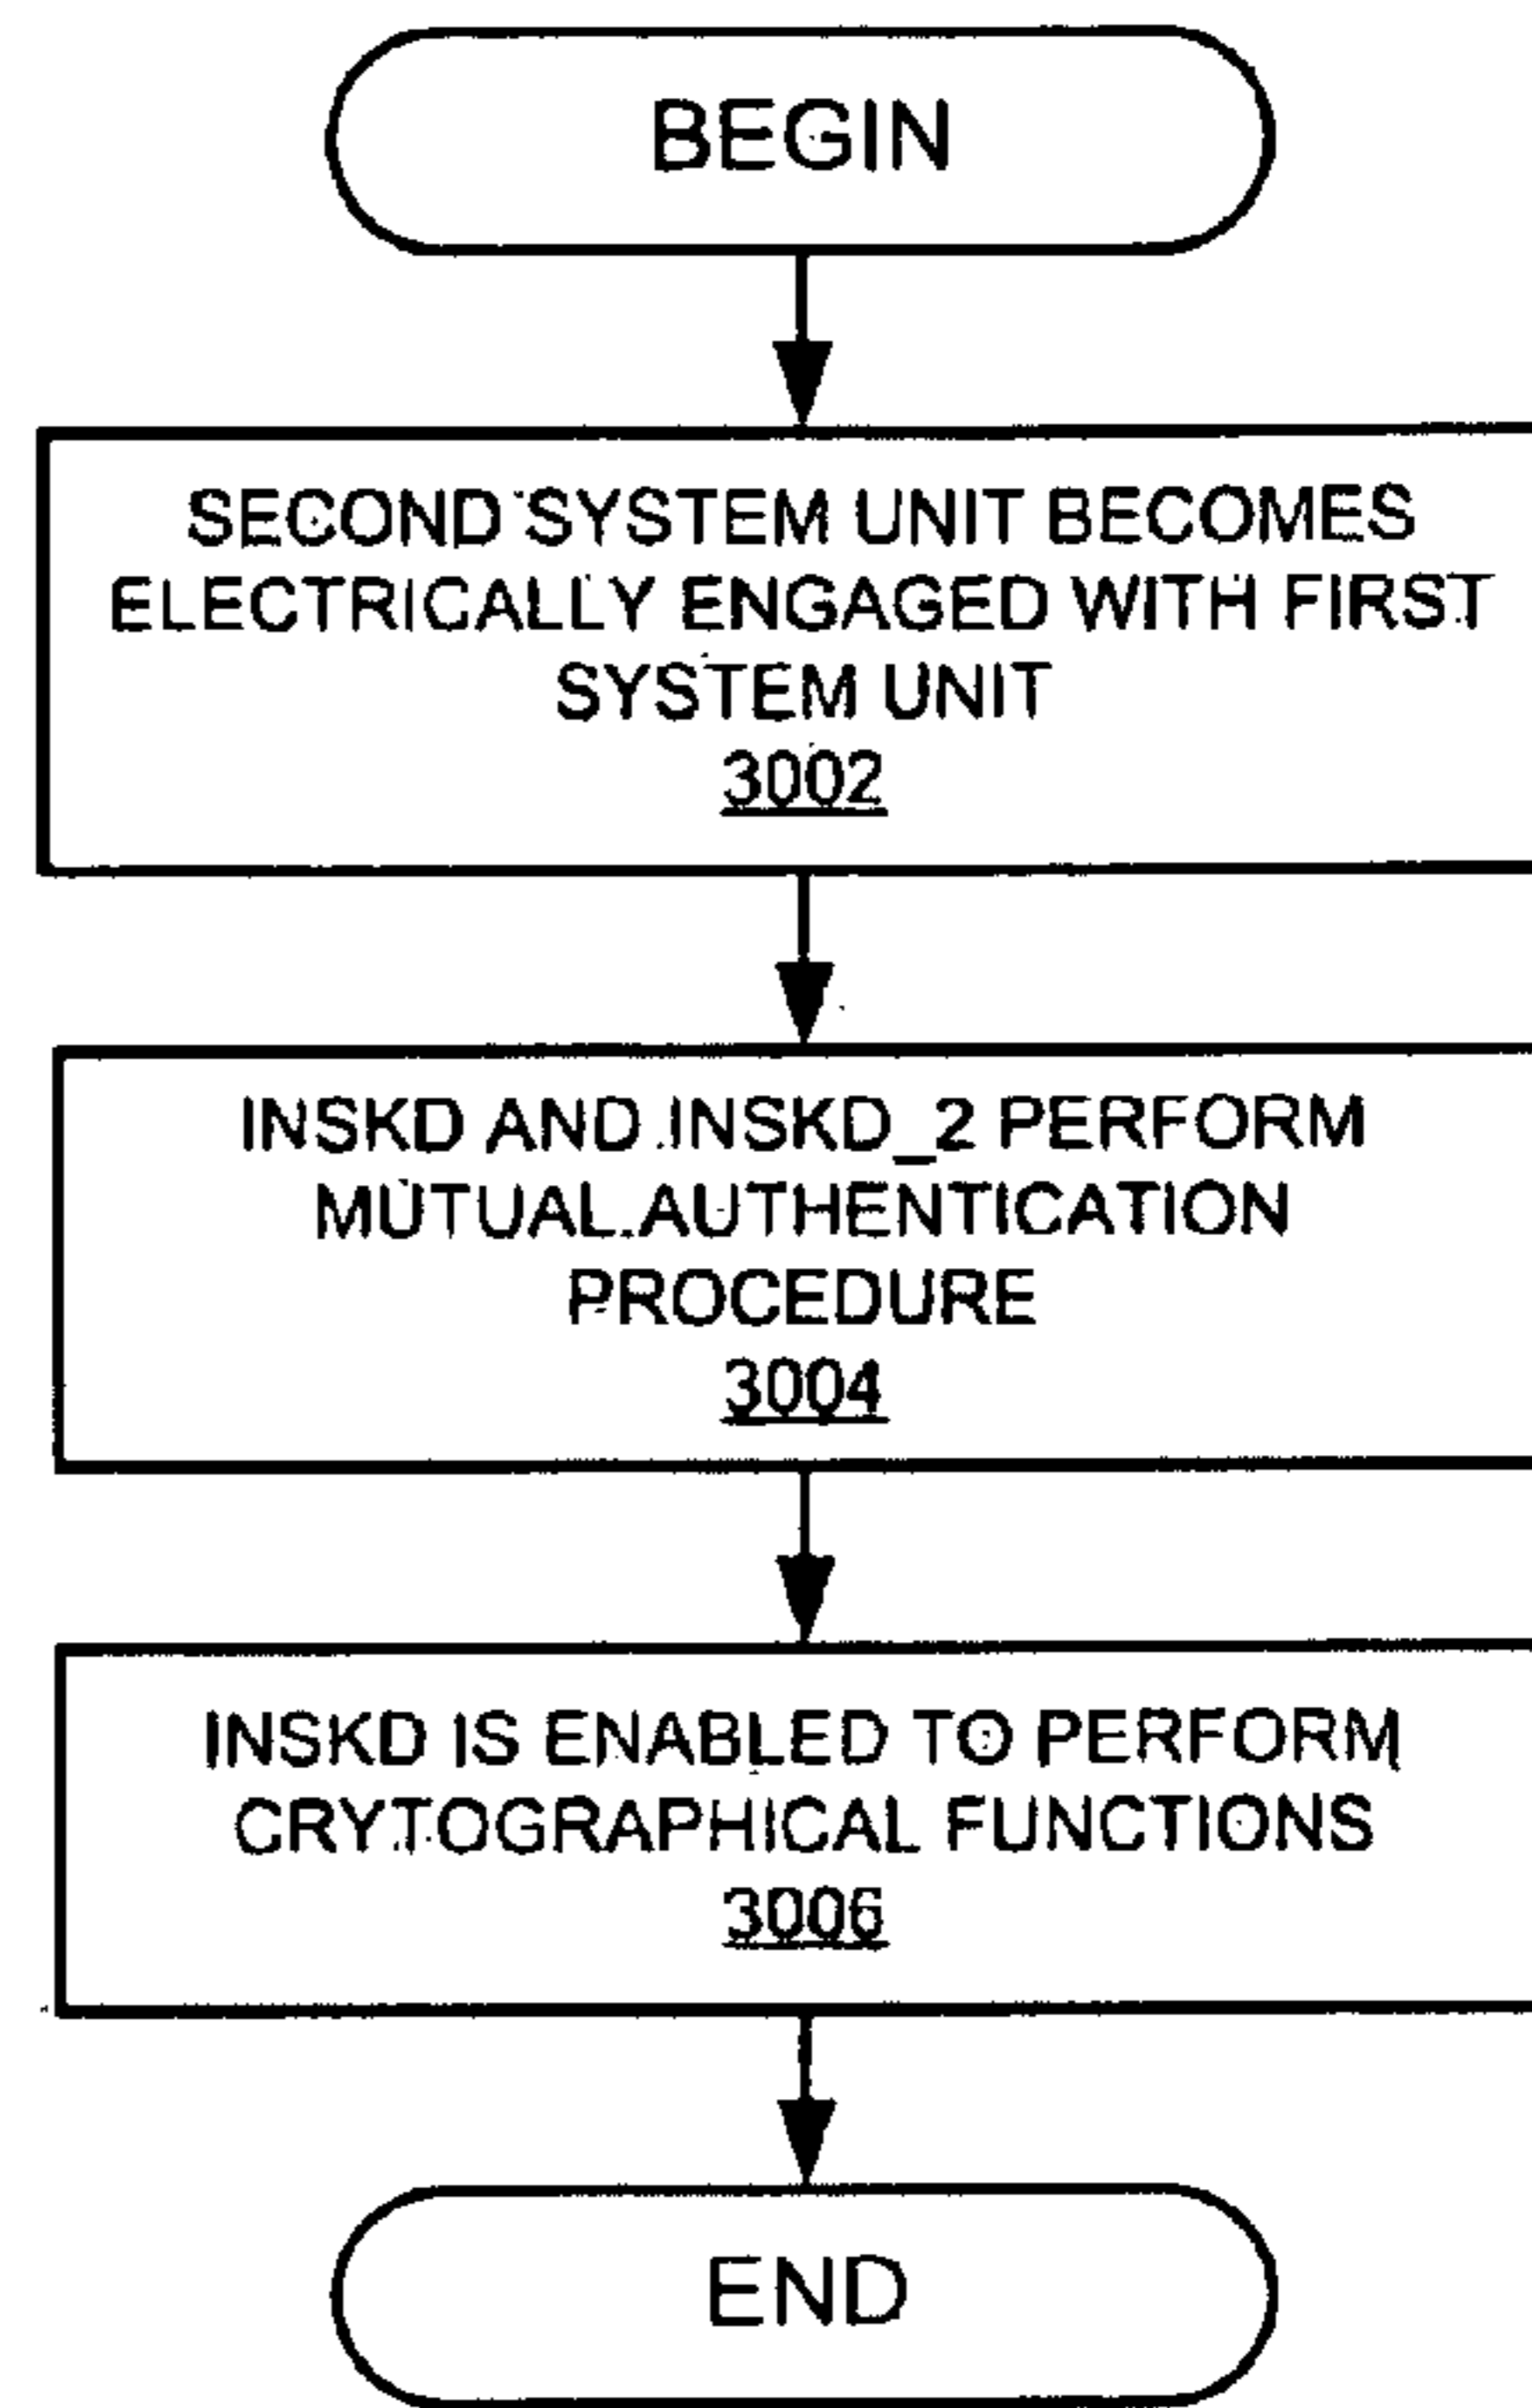 BEGIN
SECOND SYSTEM UNIT BECOMES
ELECTRICALLY ENGAGED WITH FIRST
SYSTEM UNIT
3002
INSKD AND INSKD_2 PERFORM
MUTUAL AUTHENTICATION
PROCEDURE
3004
INSKD IS ENABLED TO PERFORM
CRYTOGRAPHICAL FUNCTIONS
3006
END